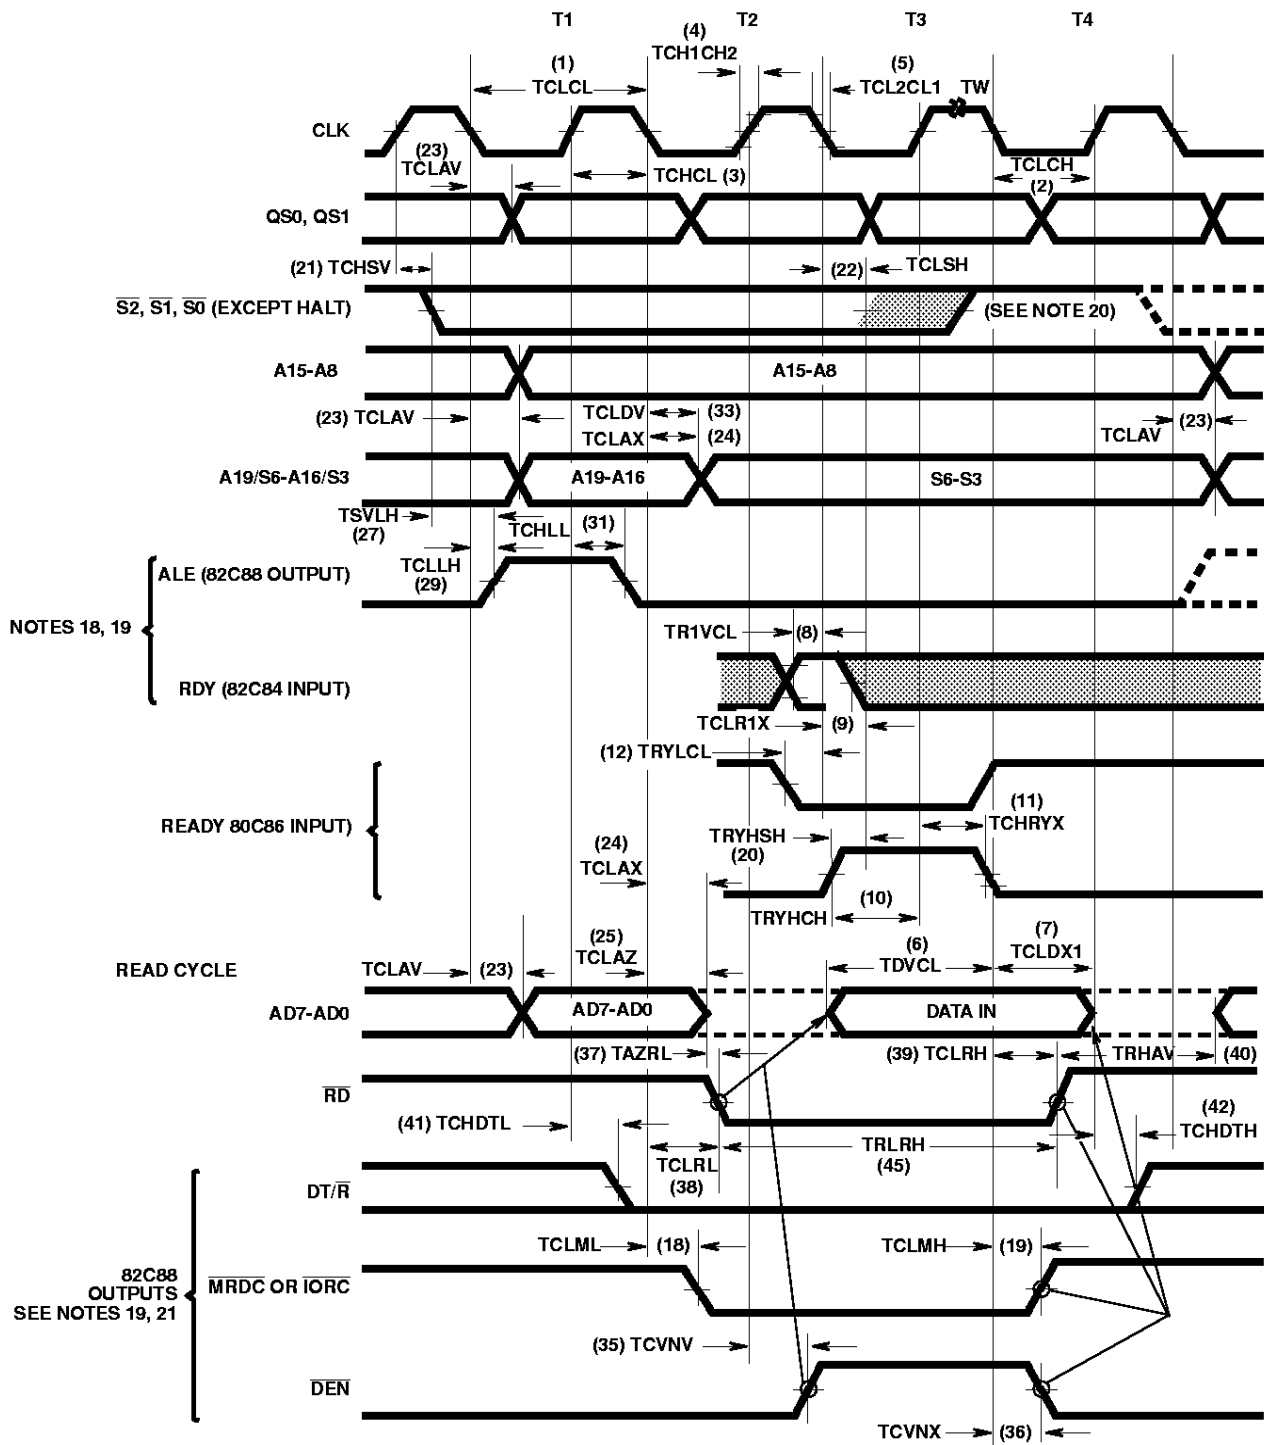 T1 T2 T3 T4
(4)
TCH1CH2
(1)
TCLCL
(5)
TCL2CL1 TW
CLK
(23)
TCLAV
TCHCL (3)
TCLCH
(2)
QS0, QS1
(21) TCHSV
(22) TCLSH
S2, S1, S0 (EXCEPT HALT)
(SEE NOTE 20)
A15-A8 A15-A8
(23) TCLAV
TCLDV (33)
TCLAX (24)
TCLAV (23)
A19/S6-A16/S3 A19-A16 S6-S3
TSVLH
(27)
TCHLL (31)
TCLLH
(29)
ALE (82C88 OUTPUT)
NOTES 18, 19
TR1VCL (8)
RDY (82C84 INPUT)
TCLR1X (9)
(12) TRYLCL
READY 80C86 INPUT)
(11)
TCHRYX
TRYHSH
(20)
(24)
TCLAX
(10)
TRYHCH
READ CYCLE
TCLAV (23)
(25)
TCLAZ
(6)
TDVCL
(7)
TCLDX1
AD7-AD0 AD7-AD0 DATA IN
(37) TAZRL
(39) TCLRH TRHAV (40)
RD
(41) TCHDTL
(42)
TCHDTH
TCLRL
(38)
TRLRH
(45)
DT/R
TCLML (18)
TCLMH (19)
82C88
OUTPUTS
SEE NOTES 19, 21
MRDC OR IORC
(35) TCVNV
DEN
TCVNX (36)